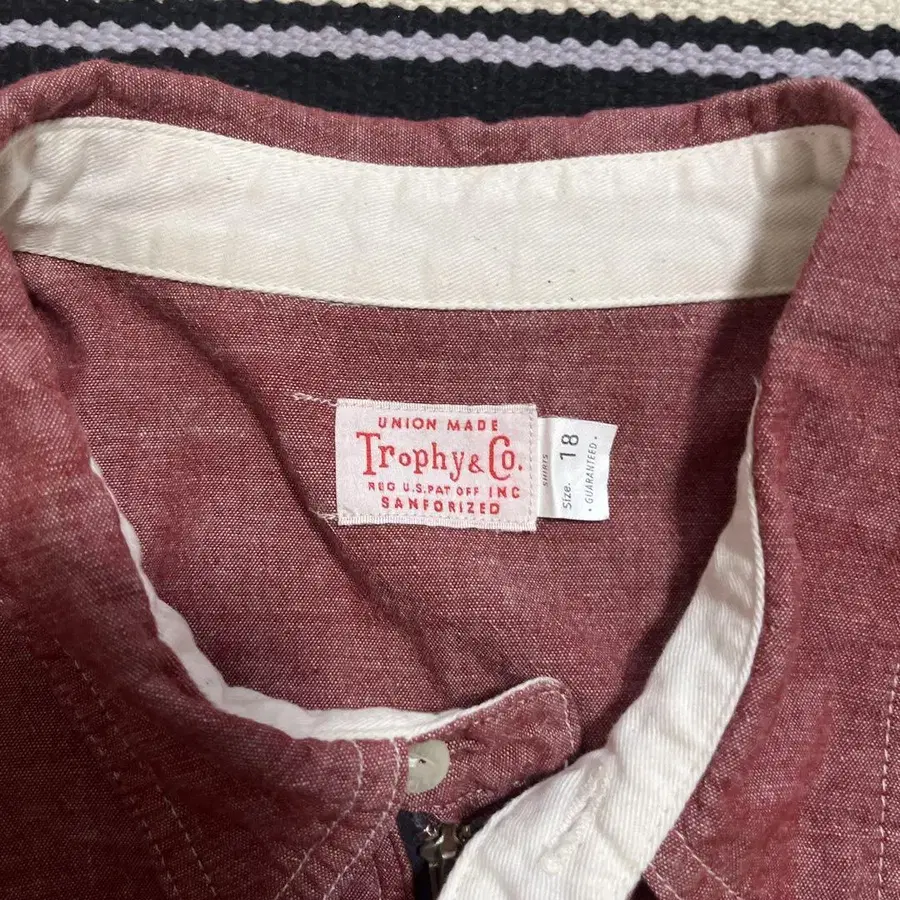 UNION MADE
Trophy & Co.
REG U.S. PAT OFF INC
SANFORIZED
SHIRTS
Size. 18
• GUARANTEED •